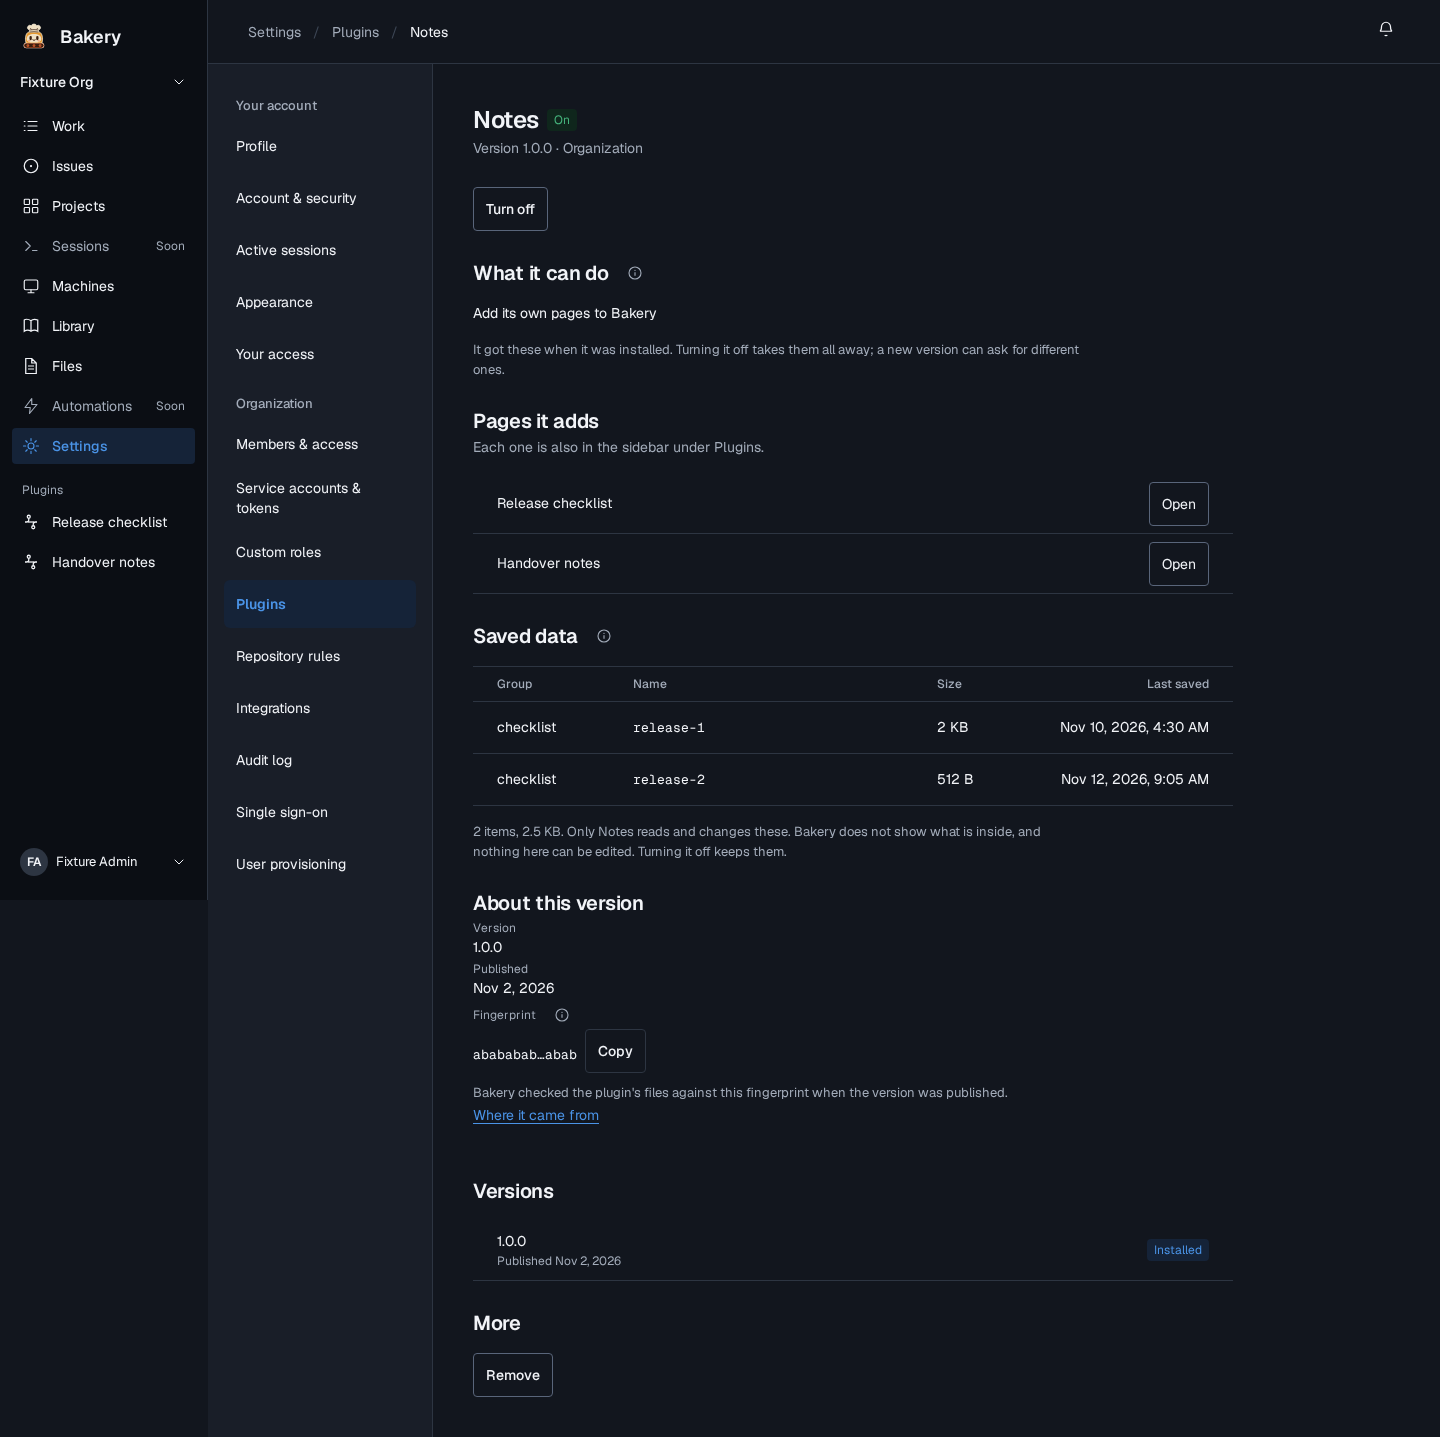 Bakery
Fixture Org
Work
Issues
Projects
Sessions Soon
Machines
Library
Files
Automations Soon
Settings
Plugins
Release checklist
Handover notes
FA Fixture Admin
Settings / Plugins / Notes
Your account
Profile
Account & security
Active sessions
Appearance
Your access
Organization
Members & access
Service accounts &
tokens
Custom roles
Plugins
Repository rules
Integrations
Audit log
Single sign-on
User provisioning
Notes On
Version 1.0.0 · Organization
Turn off
What it can do
Add its own pages to Bakery
It got these when it was installed. Turning it off takes them all away; a new version can ask for different
ones.
Pages it adds
Each one is also in the sidebar under Plugins.
Release checklist Open
Handover notes Open
Saved data
Group Name Size Last saved
checklist release-1 2 KB Nov 10, 2026, 4:30 AM
checklist release-2 512 B Nov 12, 2026, 9:05 AM
2 items, 2.5 KB. Only Notes reads and changes these. Bakery does not show what is inside, and
nothing here can be edited. Turning it off keeps them.
About this version
Version
1.0.0
Published
Nov 2, 2026
Fingerprint
abababab…abab Copy
Bakery checked the plugin's files against this fingerprint when the version was published.
Where it came from
Versions
1.0.0
Published Nov 2, 2026
Installed
More
Remove